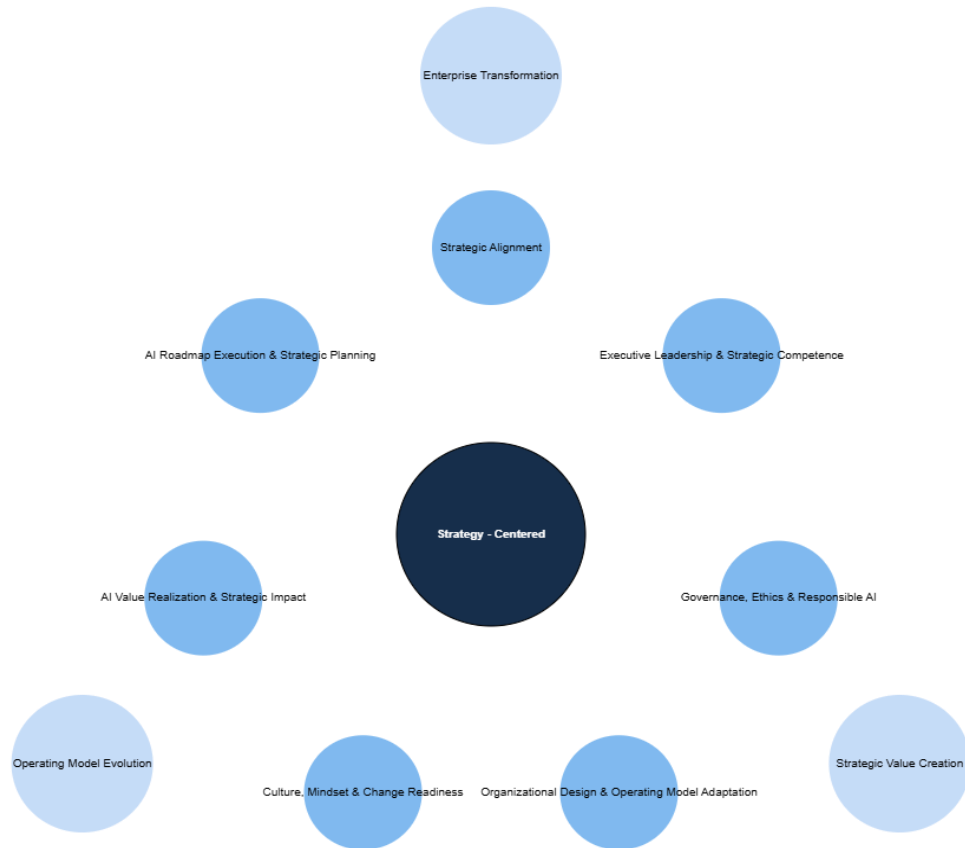 Enterprise Transformation
Strategic Alignment
AI Roadmap Execution & Strategic Planning
Executive Leadership & Strategic Competence
Strategy - Centered
AI Value Realization & Strategic Impact
Governance, Ethics & Responsible AI
Operating Model Evolution
Strategic Value Creation
Culture, Mindset & Change Readiness
Organizational Design & Operating Model Adaptation